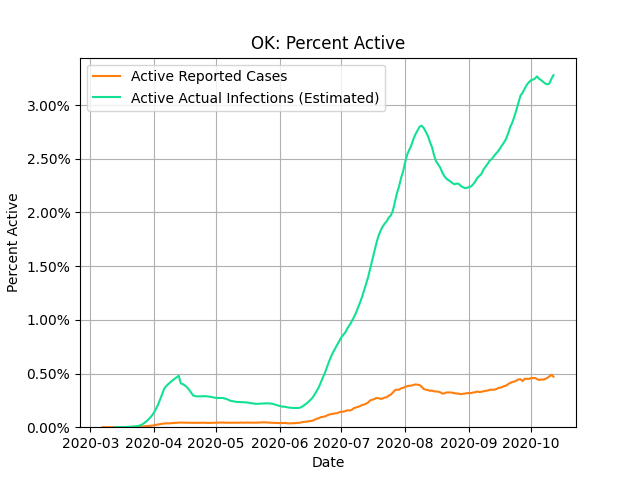 OK: Percent Active
Active Reported Cases
Active Actual Infections (Estimated)
Percent Active
3.00%
2.50%
2.00%
1.50%
1.00%
0.50%
0.00%
2020-03 2020-04 2020-05 2020-06 2020-07 2020-08 2020-09 2020-10
Date